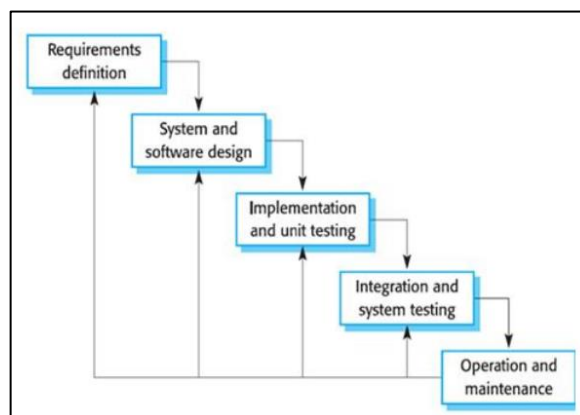 Requirements
definition
System and
software design
Implementation
and unit testing
Integration and
system testing
Operation and
maintenance